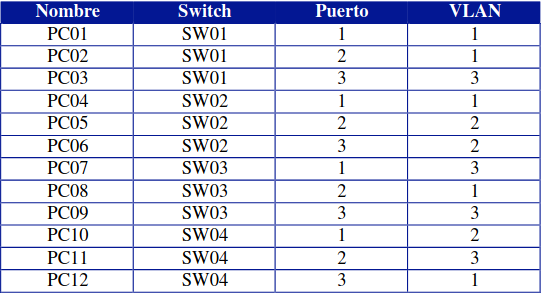 Nombre Switch Puerto VLAN
PC01 SW01 1 1
PC02 SW01 2 1
PC03 SW01 3 3
PC04 SW02 1 1
PC05 SW02 2 2
PC06 SW02 3 2
PC07 SW03 1 3
PC08 SW03 2 1
PC09 SW03 3 3
PC10 SW04 1 2
PC11 SW04 2 3
PC12 SW04 3 1